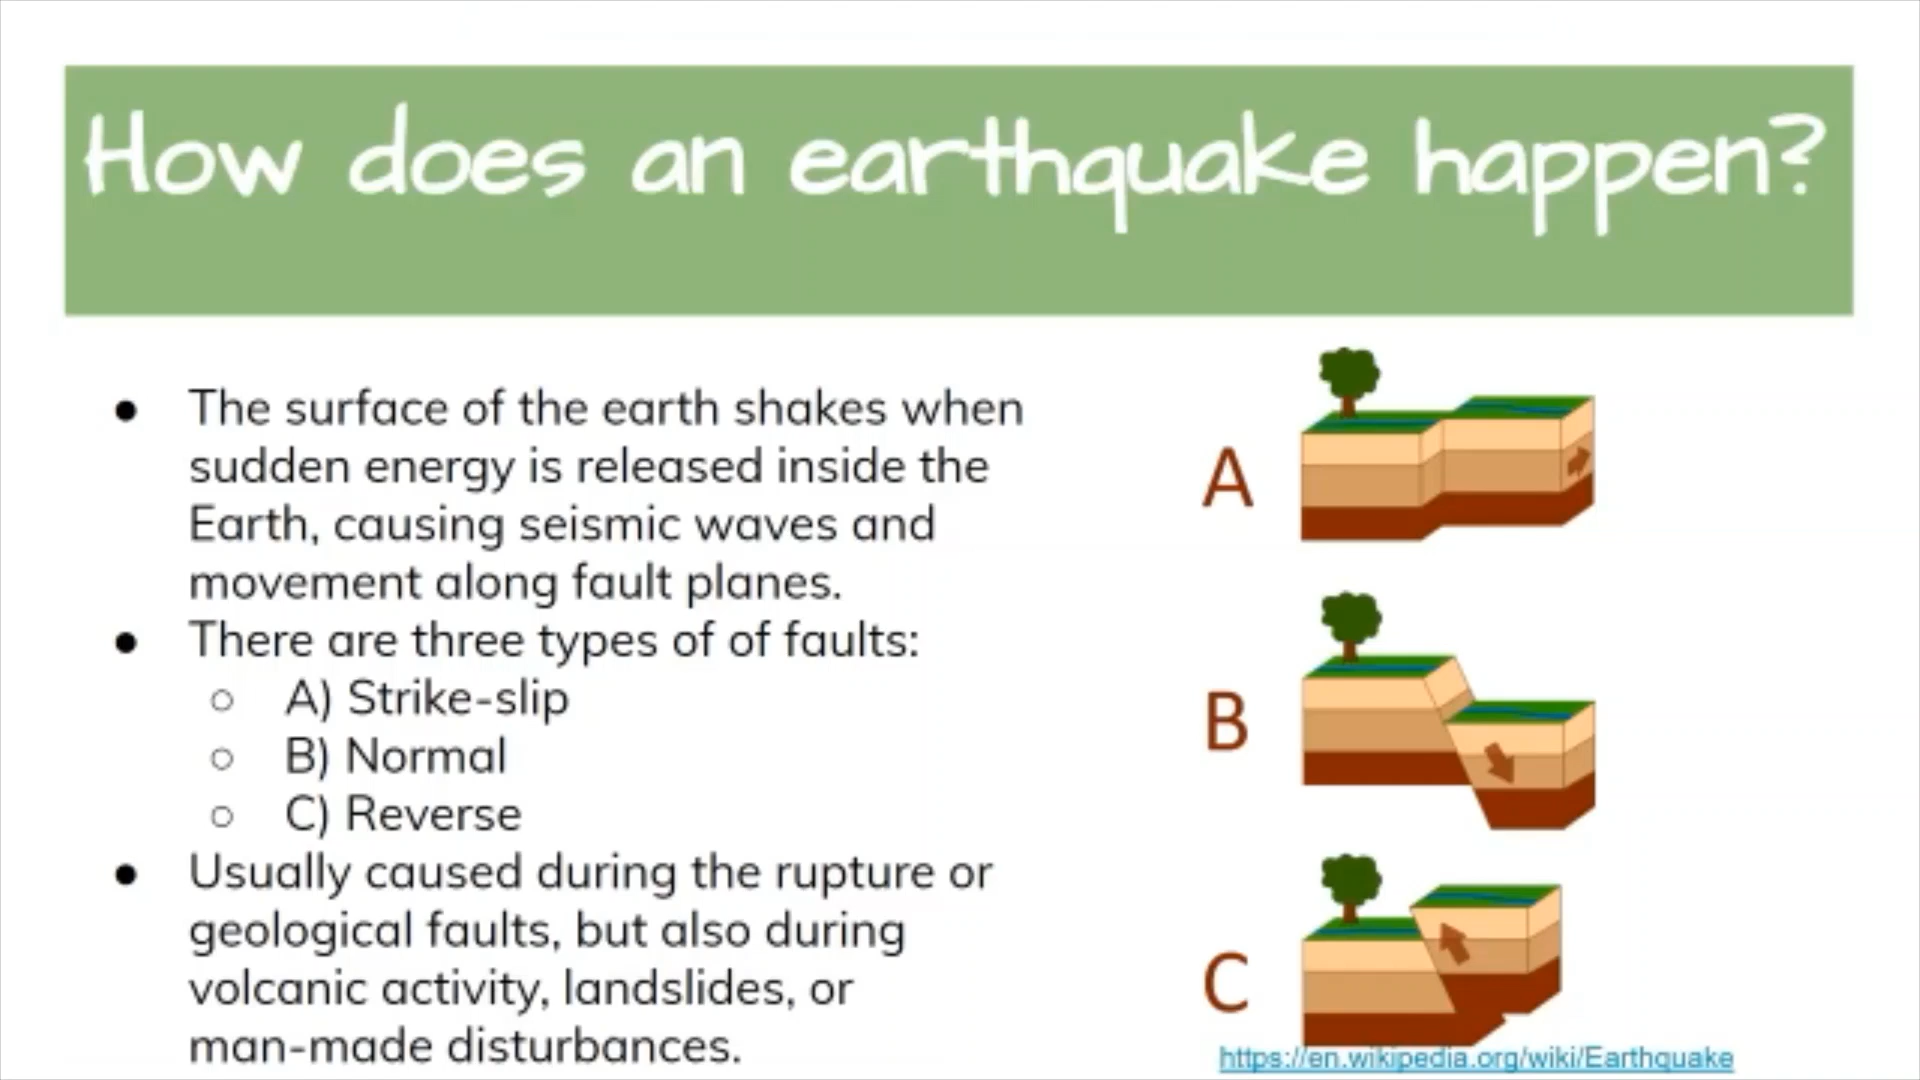 How does an earthquake happen?
● The surface of the earth shakes when
sudden energy is released inside the
Earth, causing seismic waves and
movement along fault planes.
● There are three types of of faults:
○ A) Strike-slip
○ B) Normal
○ C) Reverse
● Usually caused during the rupture or
geological faults, but also during
volcanic activity, landslides, or
man-made disturbances.
A
B
C
https://en.wikipedia.org/wiki/Earthquake